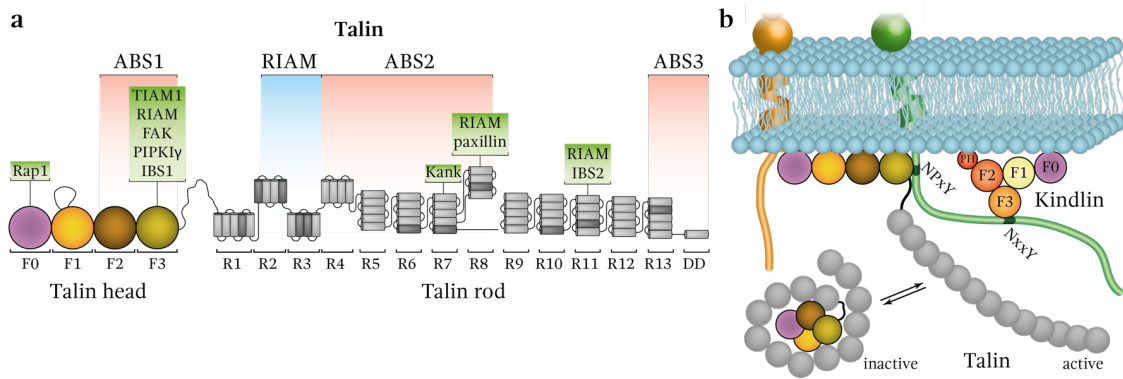 a
Talin
ABS1
RIAM
ABS2
ABS3
TIAM1
RIAM
FAK
PIPKIγ
IBS1
RIAM
paxillin
Rap1
Kank
RIAM
IBS2
F0 F1 F2 F3 R1 R2 R3 R4 R5 R6 R7 R8 R9 R10 R11 R12 R13 DD
Talin head
Talin rod
b
NPxY
PH
F2
F1
F0
F3
Kindlin
NxxY
inactive
Talin
active